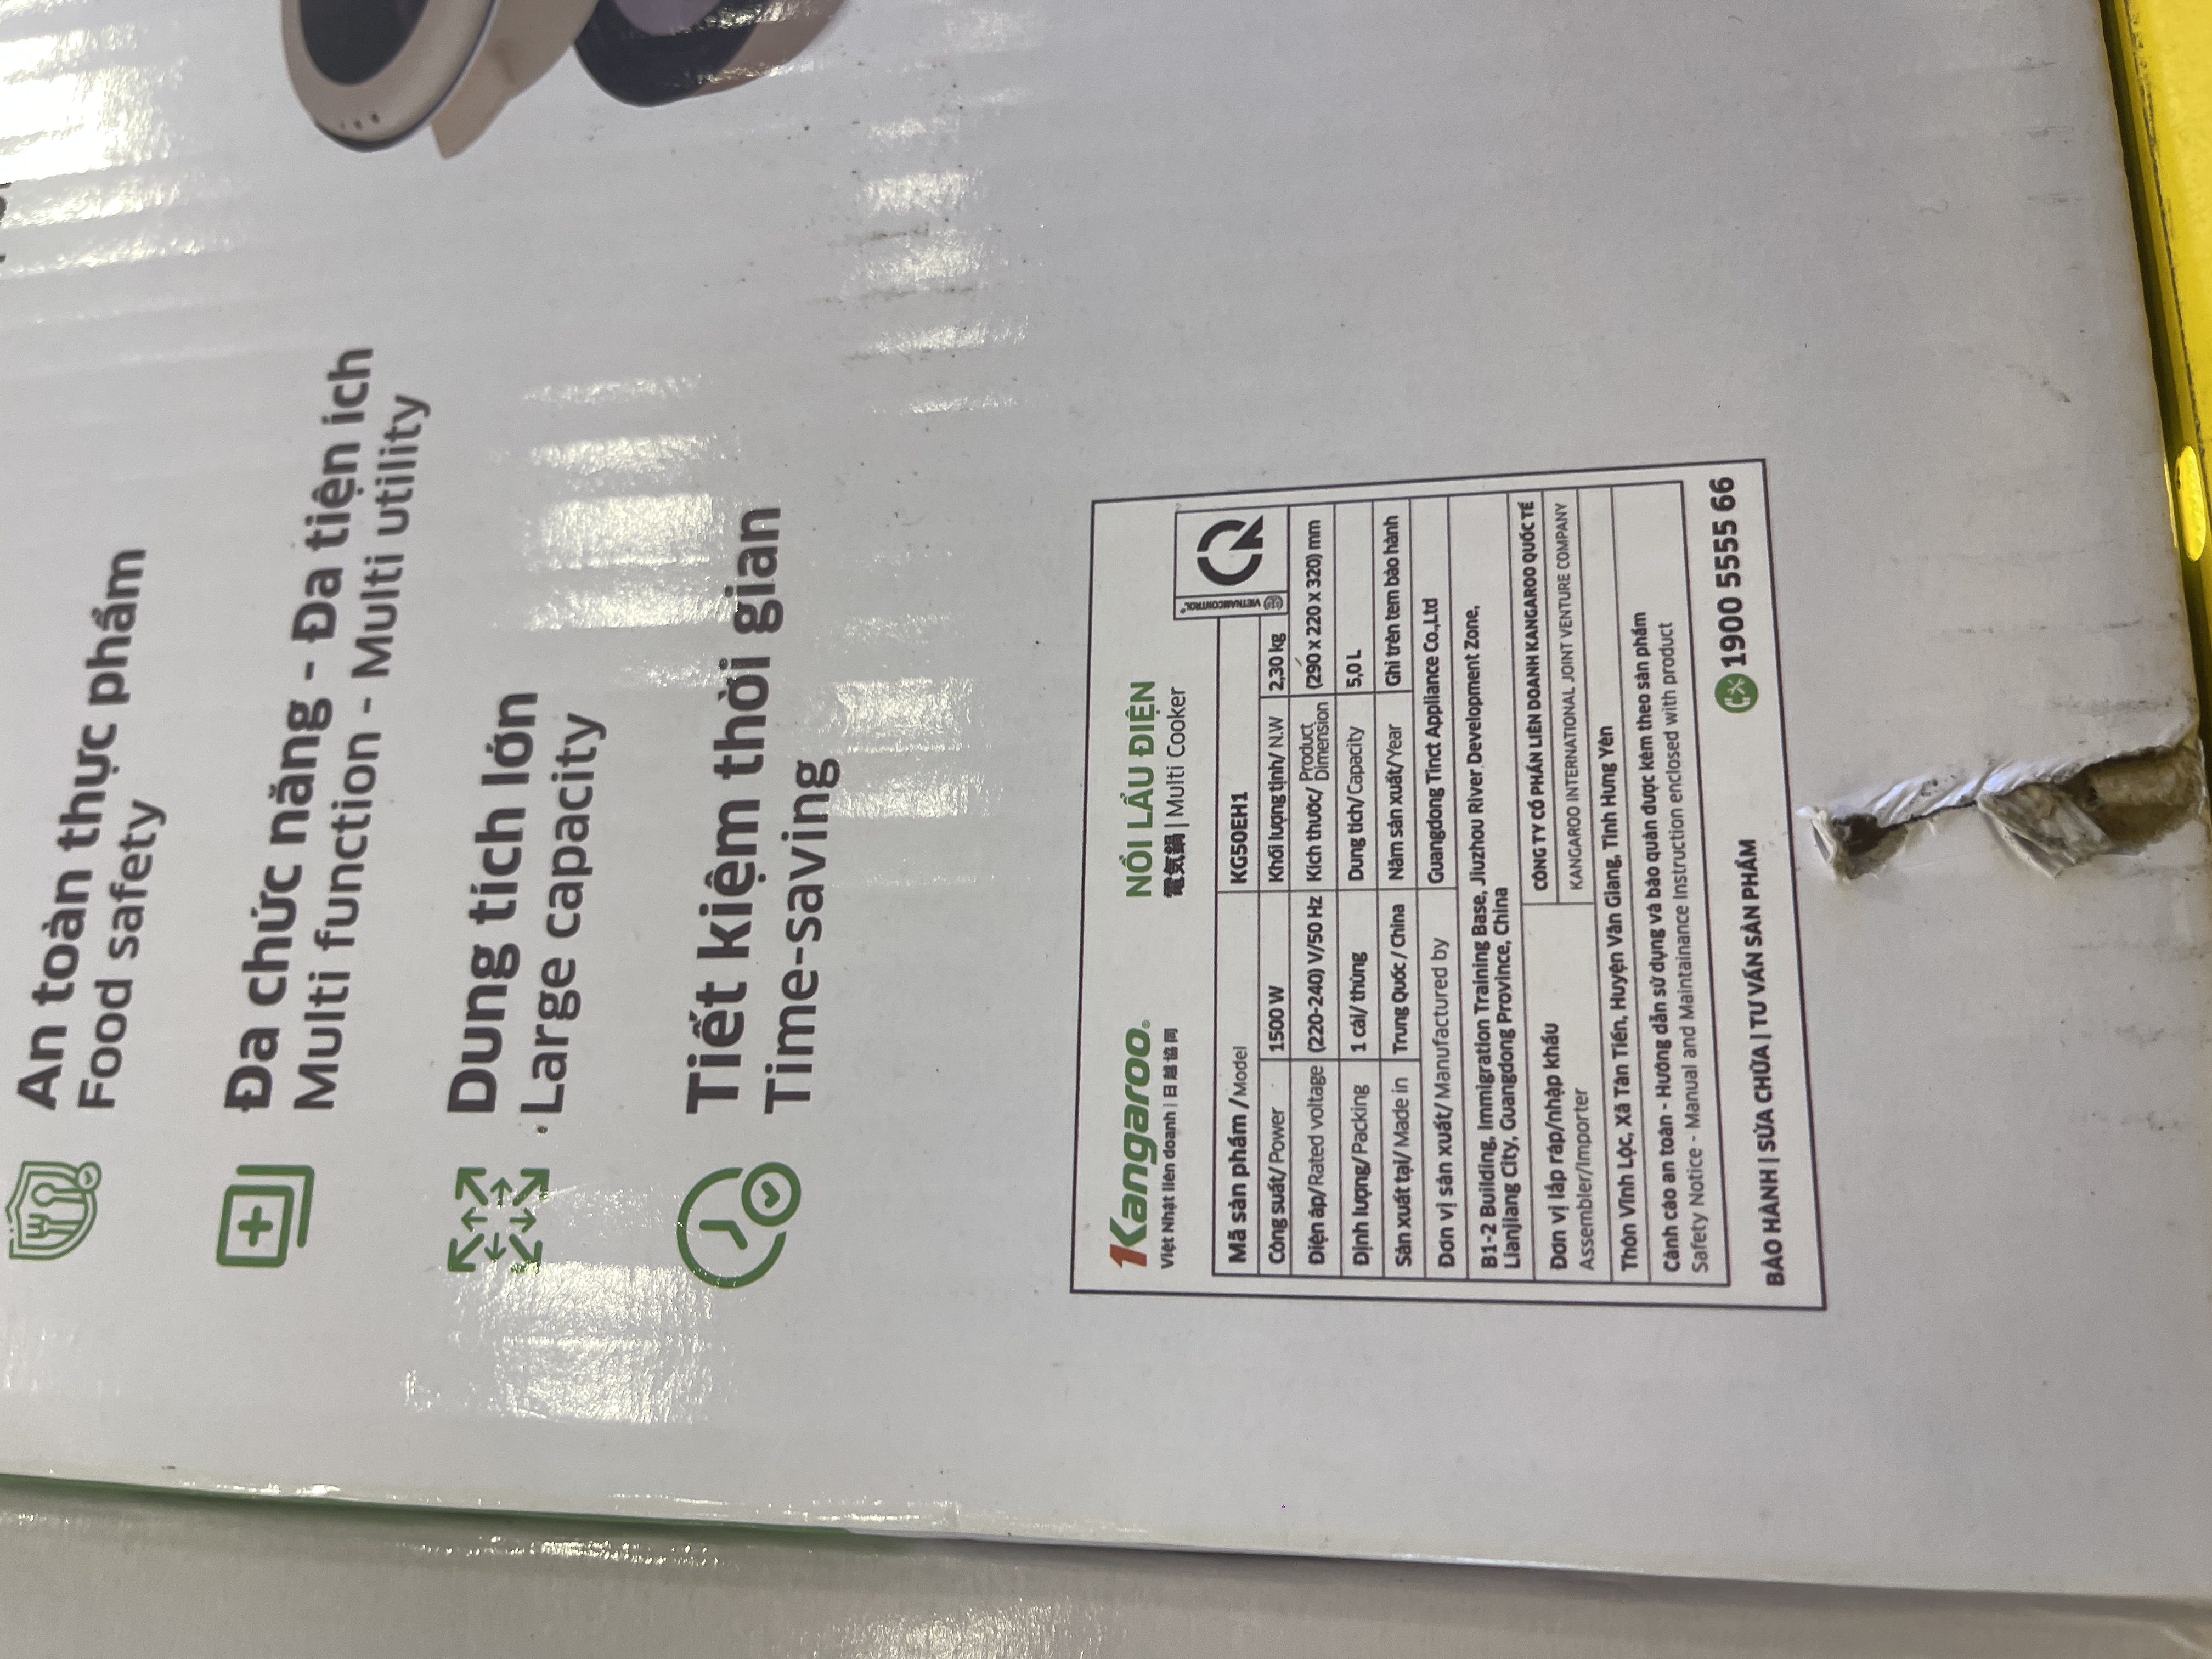 An toàn thực phẩm
Food safety
Đa chức năng - Đa tiện ích
Multi function - Multi utility
Dung tích lớn
Large capacity
Tiết kiệm thời gian
Time-saving
Kangaroo®
Việt Nhật liên doanh | 日越協同
NỒI LẨU ĐIỆN
電気鍋 | Multi Cooker
VIETNAMCONTROL®
Mã sản phẩm / Model KG50EH1
Công suất/ Power 1500 W Khối lượng tịnh/ N.W 2,30 kg
Điện áp/ Rated voltage (220-240) V/50 Hz Kích thước/ Product Dimension (290 x 220 x 320) mm
Định lượng/ Packing 1 cái/ thùng Dung tích/ Capacity 5,0 L
Sản xuất tại/ Made in Trung Quốc / China Năm sản xuất/ Year Ghi trên tem bảo hành
Đơn vị sản xuất/ Manufactured by Guangdong Tinct Appliance Co.,Ltd
B1-2 Building, Immigration Training Base, Jiuzhou River Development Zone,
Lianjiang City, Guangdong Province, China
Đơn vị lắp ráp/nhập khẩu
Assembler/Importer
CÔNG TY CỔ PHẦN LIÊN DOANH KANGAROO QUỐC TẾ
KANGAROO INTERNATIONAL JOINT VENTURE COMPANY
Thôn Vĩnh Lộc, Xã Tân Tiến, Huyện Văn Giang, Tỉnh Hưng Yên
Cảnh cáo an toàn - Hướng dẫn sử dụng và bảo quản được kèm theo sản phẩm
Safety Notice - Manual and Maintainance Instruction enclosed with product
BẢO HÀNH | SỬA CHỮA | TƯ VẤN SẢN PHẨM
1900 5555 66